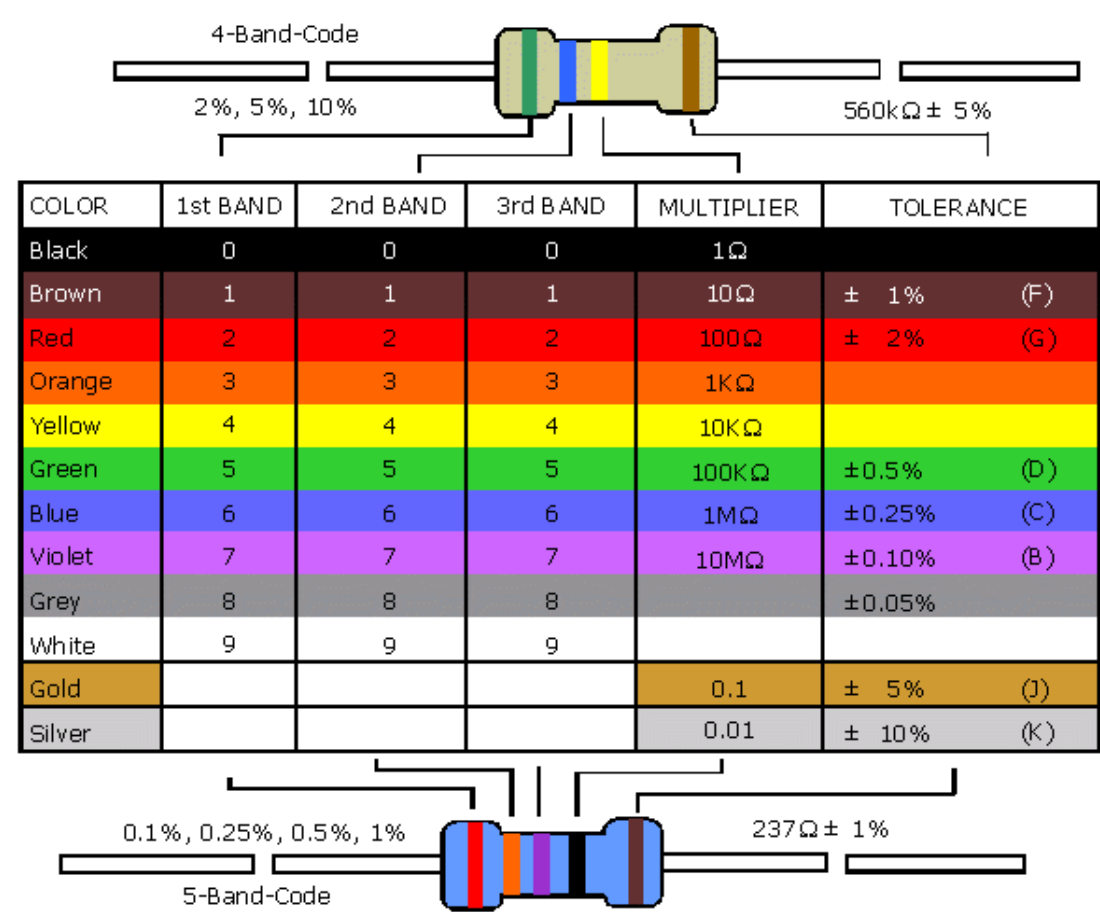 4-Band-Code
2%, 5%, 10%
560kΩ ± 5%
COLOR 1st BAND 2nd BAND 3rd BAND MULTIPLIER TOLERANCE
Black 0 0 0 1Ω
Brown 1 1 1 10Ω ± 1% (F)
Red 2 2 2 100Ω ± 2% (G)
Orange 3 3 3 1KΩ
Yellow 4 4 4 10KΩ
Green 5 5 5 100KΩ ±0.5% (D)
Blue 6 6 6 1MΩ ±0.25% (C)
Violet 7 7 7 10MΩ ±0.10% (B)
Grey 8 8 8 ±0.05%
White 9 9 9
Gold 0.1 ± 5% (J)
Silver 0.01 ± 10% (K)
0.1%, 0.25%, 0.5%, 1%
237Ω ± 1%
5-Band-Code